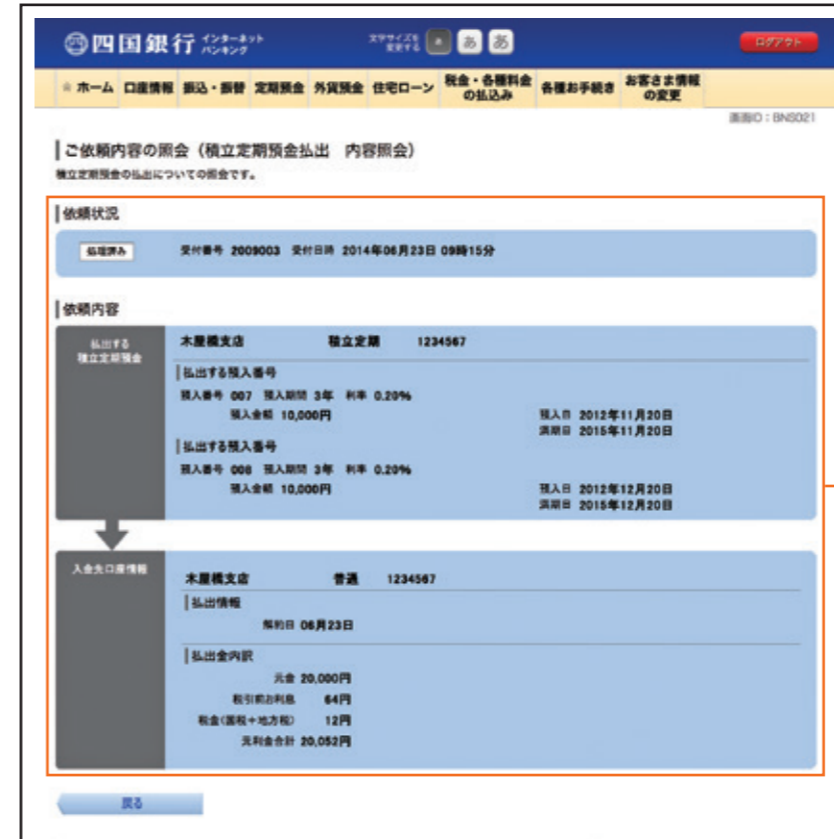 四国銀行 インターネット バンキング 文字サイズを 変更する あ あ あ ログアウト
ホーム 口座情報 振込・振替 定期預金 外貨預金 住宅ローン 税金・各種料金の払込み 各種お手続き お客さま情報の変更
画面ID：BNS021
ご依頼内容の照会（積立定期預金払出 内容照会）
積立定期預金の払出についての照会です。
依頼状況
処理済み 受付番号 2009003 受付日時 2014年06月23日 09時15分
依頼内容
払出する
積立定期預金
木屋橋支店 積立定期 1234567
払出する預入番号
預入番号 007 預入期間 3年 利率 0.20%
預入金額 10,000円 預入日 2012年11月20日
満期日 2015年11月20日
払出する預入番号
預入番号 008 預入期間 3年 利率 0.20%
預入金額 10,000円 預入日 2012年12月20日
満期日 2015年12月20日
入金先口座情報
木屋橋支店 普通 1234567
払出情報
解約日 06月23日
払出金内訳
元金 20,000円
税引前お利息 64円
税金（国税＋地方税） 12円
元利金合計 20,052円
戻る